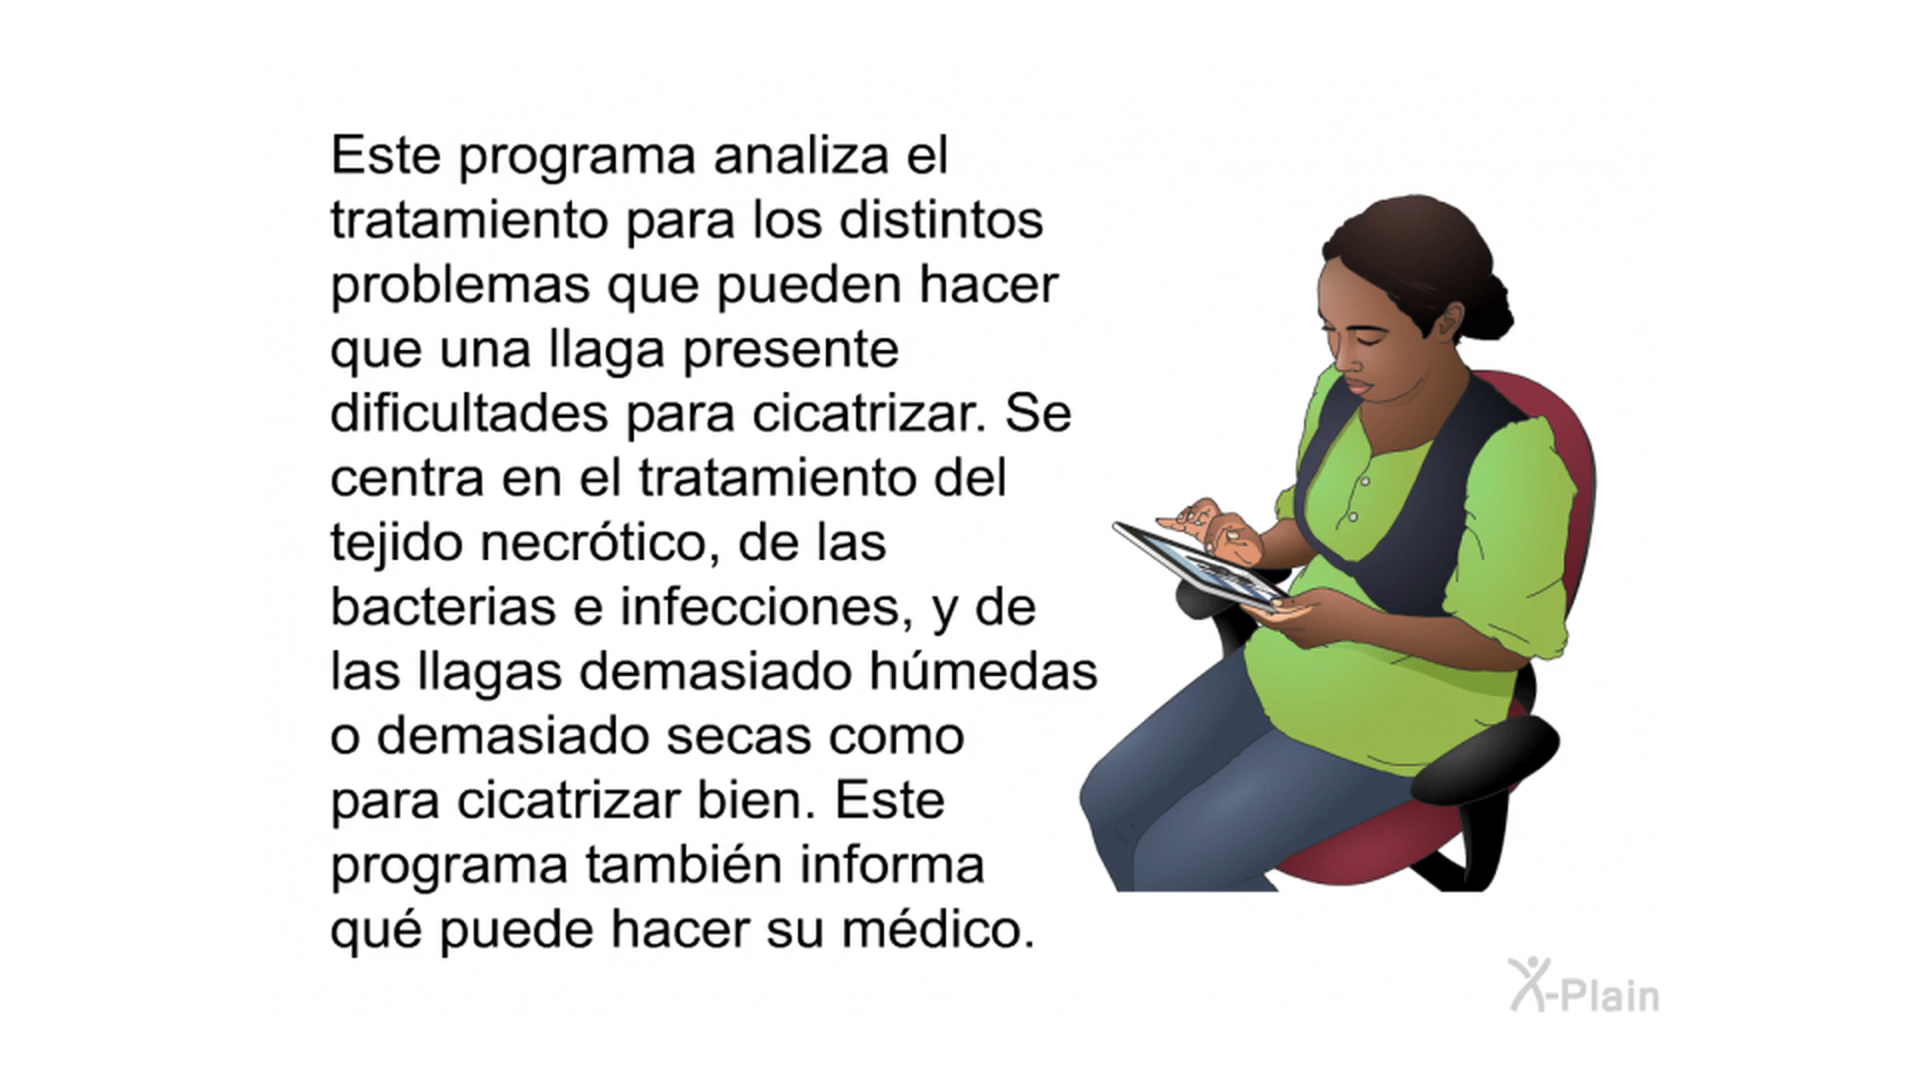 Este programa analiza el
tratamiento para los distintos
problemas que pueden hacer
que una llaga presente
dificultades para cicatrizar. Se
centra en el tratamiento del
tejido necrótico, de las
bacterias e infecciones, y de
las llagas demasiado húmedas
o demasiado secas como
para cicatrizar bien. Este
programa también informa
qué puede hacer su médico.
X-Plain